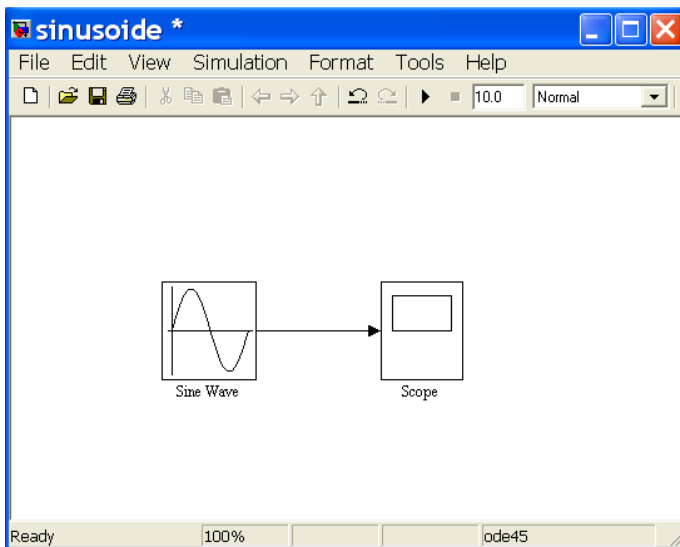 sinusoide *
File Edit View Simulation Format Tools Help
10.0 Normal
Sine Wave Scope
Ready 100% ode45